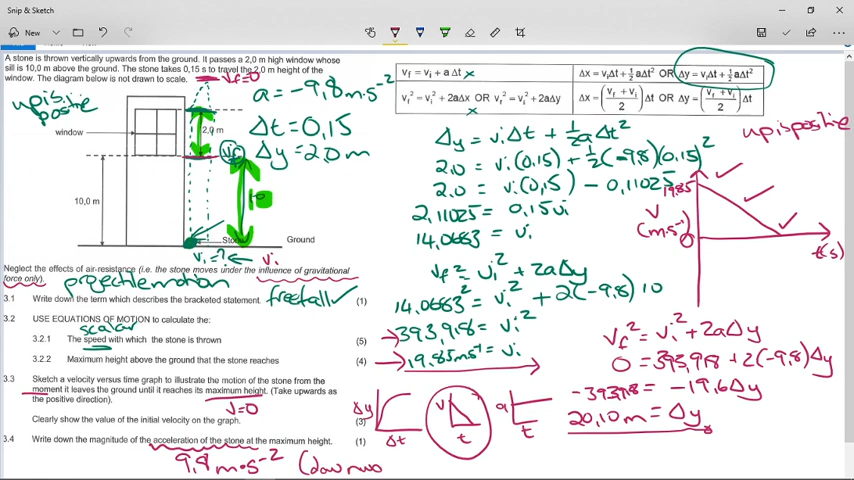 Snip & Sketch
New
A stone is thrown vertically upwards from the ground. It passes a 2,0 m high window whose
sill is 10,0 m above the ground. The stone takes 0,15 s to travel the 2,0 m height of the
window. The diagram below is not drawn to scale.
vf=0
up is
positive
a = -9,8 m·s⁻²
Δt = 0,15
Δy = 2,0 m
window
2,0 m
vf
10
10,0 m
Stone
Ground
vi = ? ← vi
vf = vi + a Δt x
Δx = viΔt + ½aΔt² OR Δy = viΔt + ½aΔt²
vf² = vi² + 2aΔx OR vf² = vi² + 2aΔy x
Δx = (vf + vi / 2) Δt OR Δy = (vf + vi / 2) Δt
Δy = viΔt + ½aΔt²
2,0 = vi(0,15) + ½(-9,8)(0,15)²
2,0 = vi(0,15) - 0,11025
2,11025 = 0,15vi
14,0683 = vi
vf² = vi² + 2aΔy
14,0683² = vi² + 2(-9,8)10
→ 393,918 = vi²
→ 19,85 ms⁻¹ = vi
up is positive
19,85
v
(m·s⁻¹)
0
t(s)
vf² = vi² + 2aΔy
0 = 393,918 + 2(-9,8)Δy
-393,918 = -19,6Δy
20,10m = Δy
Neglect the effects of air-resistance (i.e. the stone moves under the influence of gravitational
force only).
projectile motion
3.1 Write down the term which describes the bracketed statement. free fall ✓ (1)
3.2 USE EQUATIONS OF MOTION to calculate the:
scalar
3.2.1 The speed with which the stone is thrown (5)
3.2.2 Maximum height above the ground that the stone reaches (4)
3.3 Sketch a velocity versus time graph to illustrate the motion of the stone from the
moment it leaves the ground until it reaches its maximum height. (Take upwards as
the positive direction).
v=0
Clearly show the value of the initial velocity on the graph. (3)
Δy
Δt
v
t
a
t
3.4 Write down the magnitude of the acceleration of the stone at the maximum height. (1)
9,8 m·s⁻²